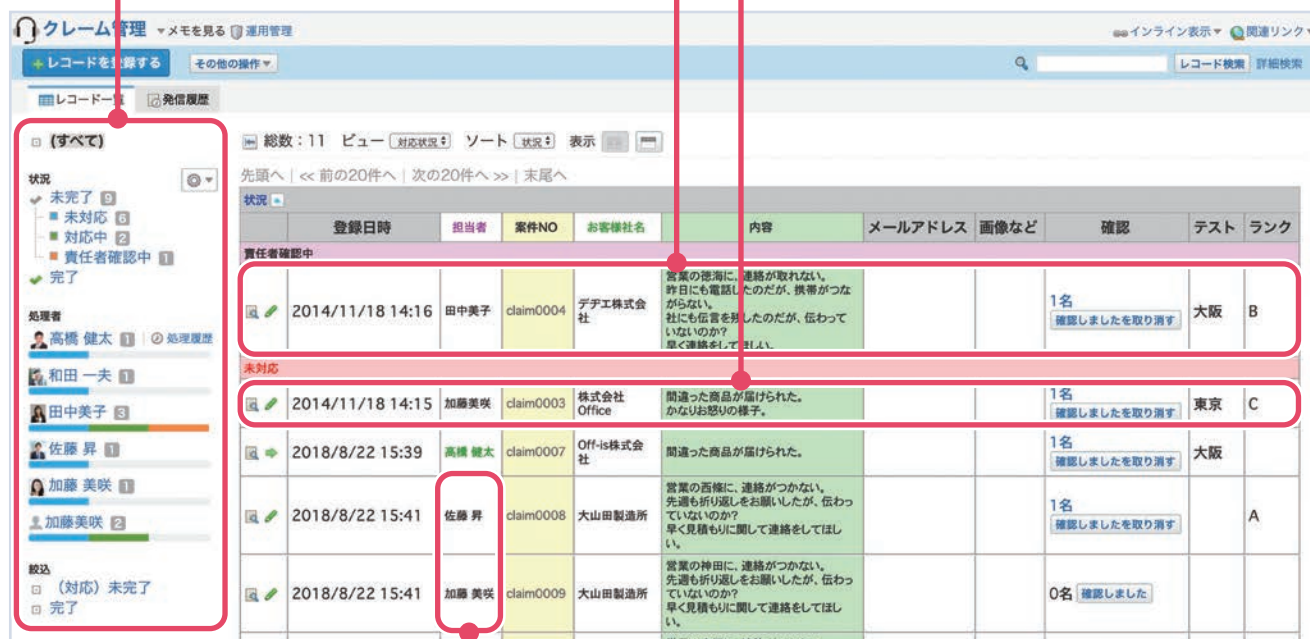 クレーム管理 ▼メモを見る 運用管理
インライン表示▼ 関連リンク▼
+レコードを登録する その他の操作▼
レコード検索 詳細検索
レコード一覧 発信履歴
(すべて)
状況
未完了 9
未対応 6
対応中 2
責任者確認中 1
完了
処理者
高橋 健太 1 処理履歴
和田 一夫 1
田中美子 3
佐藤 昇 1
加藤 美咲 1
加藤美咲 2
絞込
(対応)未完了
完了
総数:11 ビュー 対応状況 ソート 状況 表示
先頭へ | << 前の20件へ | 次の20件へ >> | 末尾へ
状況
登録日時 担当者 案件NO お客様社名 内容 メールアドレス 画像など 確認 テスト ランク
責任者確認中
2014/11/18 14:16 田中美子 claim0004 デヂエ株式会社
営業の徳海に、連絡が取れない。
昨日にも電話したのだが、携帯がつな
がらない。
社にも伝言を残したのだが、伝わって
いないのか?
早く連絡をしてほしい。
1名
確認しましたを取り消す
大阪 B
未対応
2014/11/18 14:15 加藤美咲 claim0003 株式会社
Office
間違った商品が届けられた。
かなりお怒りの様子。
1名
確認しましたを取り消す
東京 C
2018/8/22 15:39 高橋 健太 claim0007 Off-is株式会
社
間違った商品が届けられた。
1名
確認しましたを取り消す
大阪
2018/8/22 15:41 佐藤 昇 claim0008 大山田製造所
営業の西條に、連絡がつかない。
先週も折り返しをお願いしたが、伝わっ
ていないのか?
早く見積もりに関して連絡をしてほし
い。
1名
確認しましたを取り消す
A
2018/8/22 15:41 加藤 美咲 claim0009 大山田製造所
営業の神田に、連絡がつかない。
先週も折り返しをお願いしたが、伝わっ
ていないのか?
早く見積もりに関して連絡をしてほし
い。
0名 確認しました